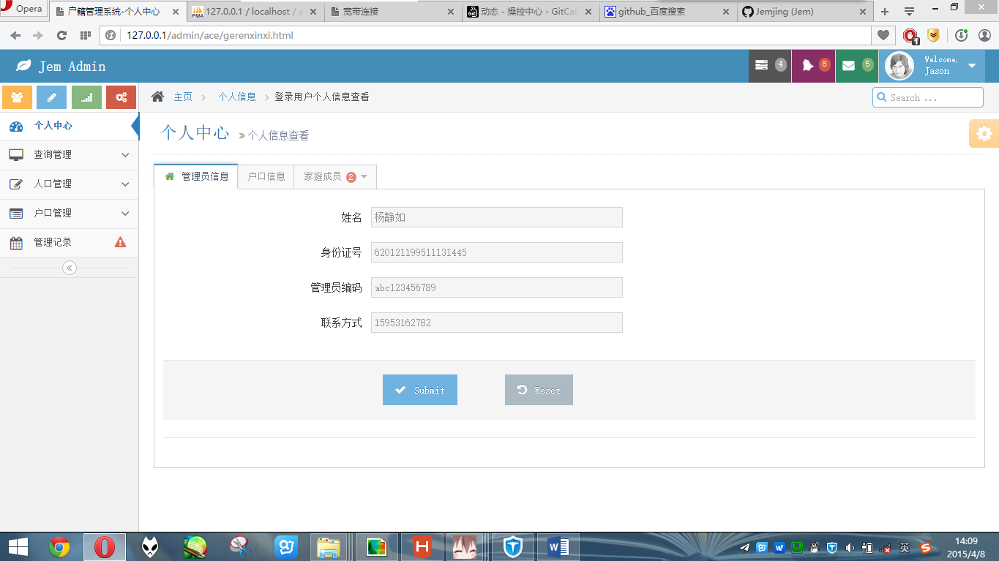 Opera
户籍管理系统-个人中心
127.0.0.1 / localhost / a
宽带连接
动态 - 操控中心 - GitCaf
github_百度搜索
Jemjing (Jem)
127.0.0.1/admin/ace/gerenxinxi.html
1
Jem Admin
4
8
5
Welcome,
Jason
主页
个人信息
登录用户个人信息查看
Search ...
个人中心
查询管理
人口管理
户口管理
管理记录
个人中心
» 个人信息查看
管理员信息
户口信息
家庭成员 2
姓名 杨静如
身份证号 620121199511131445
管理员编码 abc123456789
联系方式 15953162782
Submit
Reset
英
14:09
2015/4/8